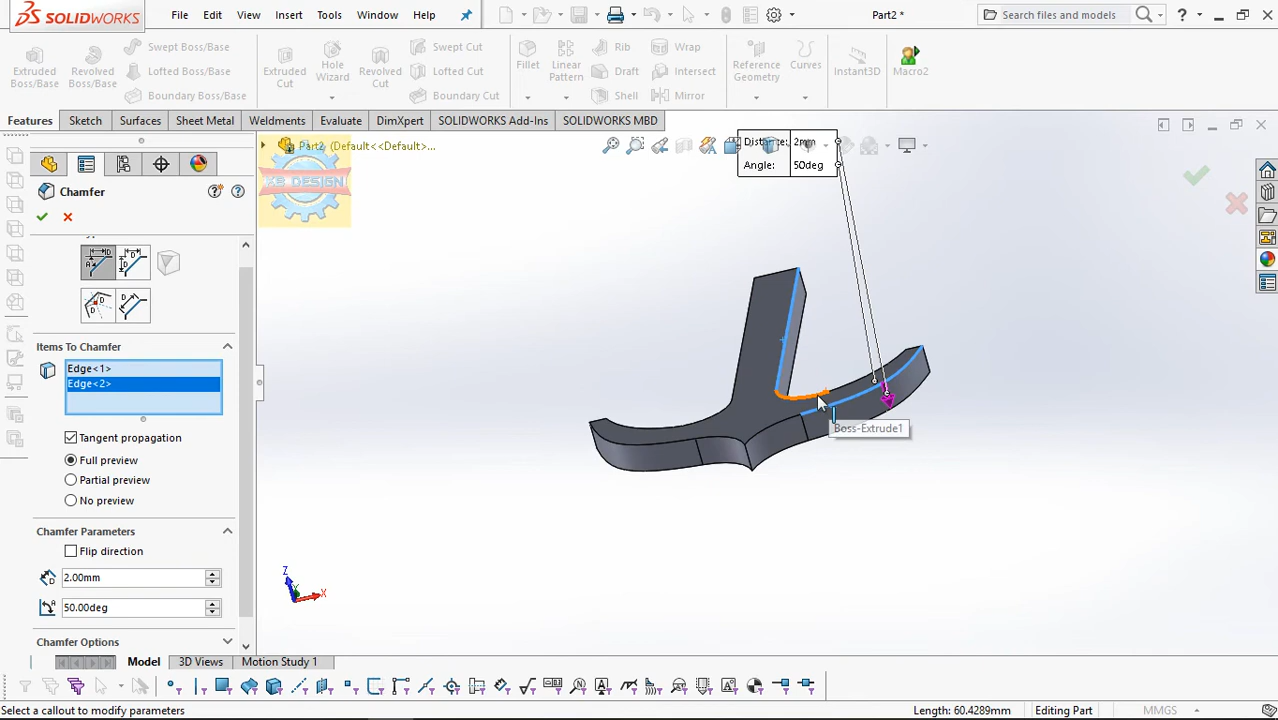 SOLIDWORKS
File
Edit
View
Insert
Tools
Window
Help
Part2 *
Search files and models
Extruded Boss/Base
Revolved Boss/Base
Swept Boss/Base
Lofted Boss/Base
Boundary Boss/Base
Extruded Cut
Hole Wizard
Revolved Cut
Swept Cut
Lofted Cut
Boundary Cut
Fillet
Linear Pattern
Rib
Draft
Shell
Wrap
Intersect
Mirror
Reference Geometry
Curves
Instant3D
Macro2
Features
Sketch
Surfaces
Sheet Metal
Weldments
Evaluate
DimXpert
SOLIDWORKS Add-Ins
SOLIDWORKS MBD
Part2 (Default<<Default>...
KB DESIGN
Distance: 2mm
Angle: 50deg
Chamfer
Items To Chamfer
Edge<1>
Edge<2>
Tangent propagation
Full preview
Partial preview
No preview
Chamfer Parameters
Flip direction
2.00mm
50.00deg
Chamfer Options
Boss-Extrude1
Z
X
Model
3D Views
Motion Study 1
Select a callout to modify parameters
Length: 60.4289mm
Editing Part
MMGS